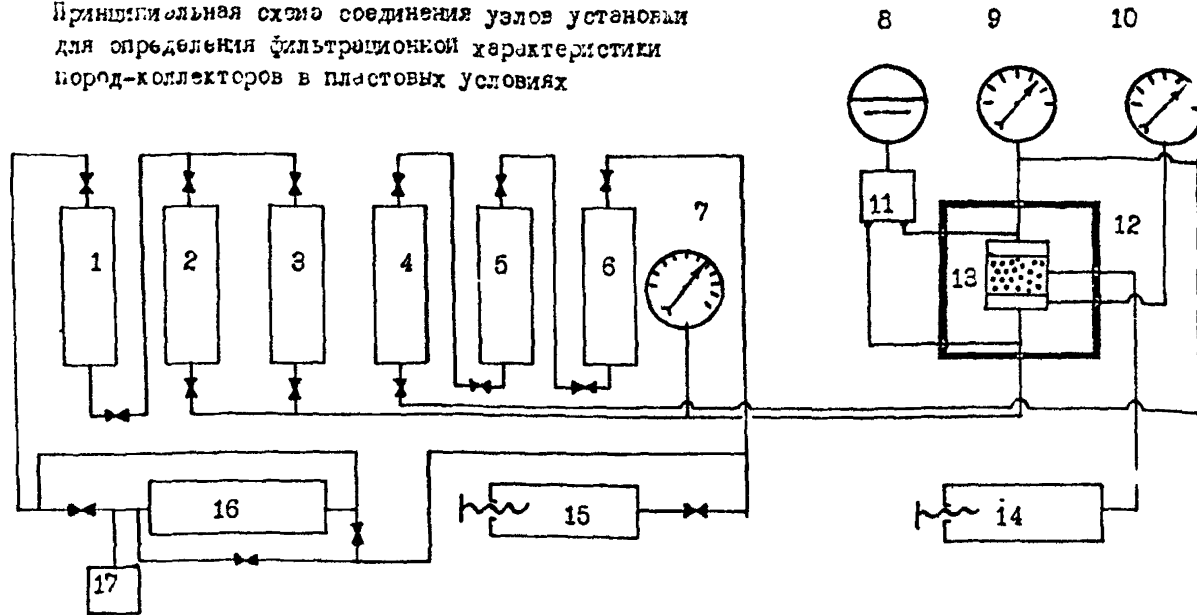 Принципиальная схема соединения узлов установки
для определения фильтрационной характеристики
пород-коллекторов в пластовых условиях
8 9 10
7
11
12
1 2 3 4 5 6
13
16 15 14
17